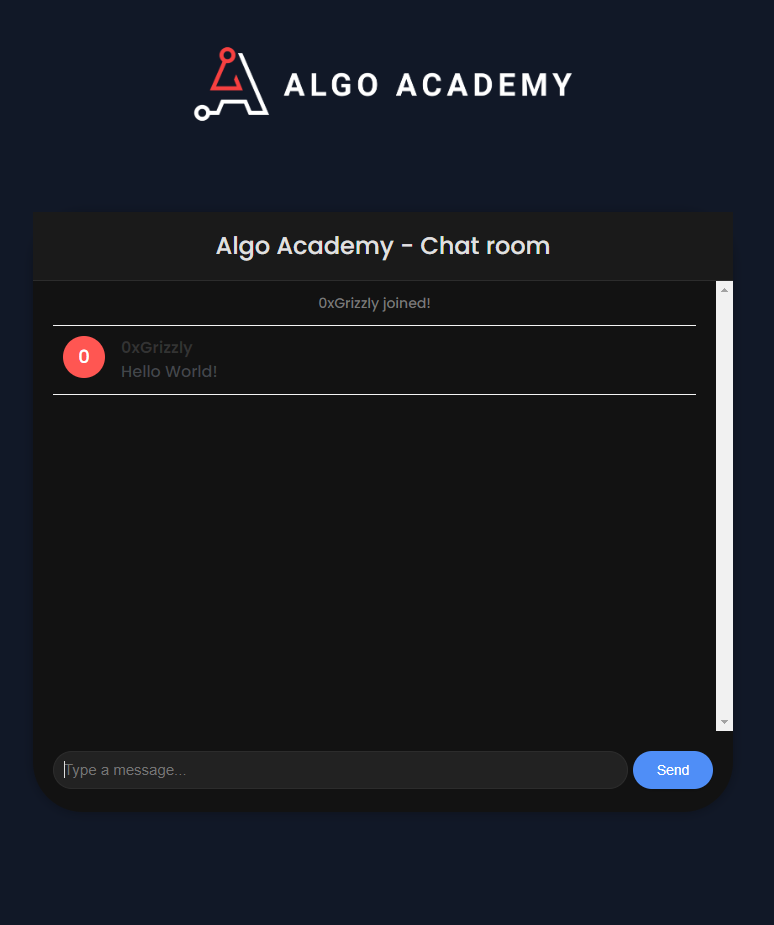 ALGO ACADEMY
Algo Academy - Chat room
0xGrizzly joined!
0
0xGrizzly
Hello World!
Type a message...
Send